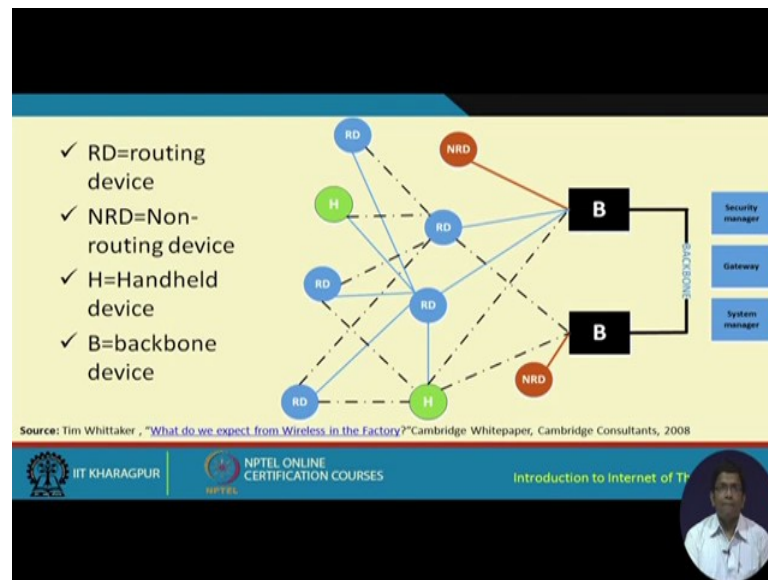 ✓ RD=routing
device
✓ NRD=Non-
routing device
✓ H=Handheld
device
✓ B=backbone
device
RD
NRD
H
RD
RD
RD
RD
H
NRD
B
B
BACKBONE
Security
manager
Gateway
System
manager
Source: Tim Whittaker , "What do we expect from Wireless in the Factory?"Cambridge Whitepaper, Cambridge Consultants, 2008
IIT KHARAGPUR
NPTEL
NPTEL ONLINE
CERTIFICATION COURSES
Introduction to Internet of Th